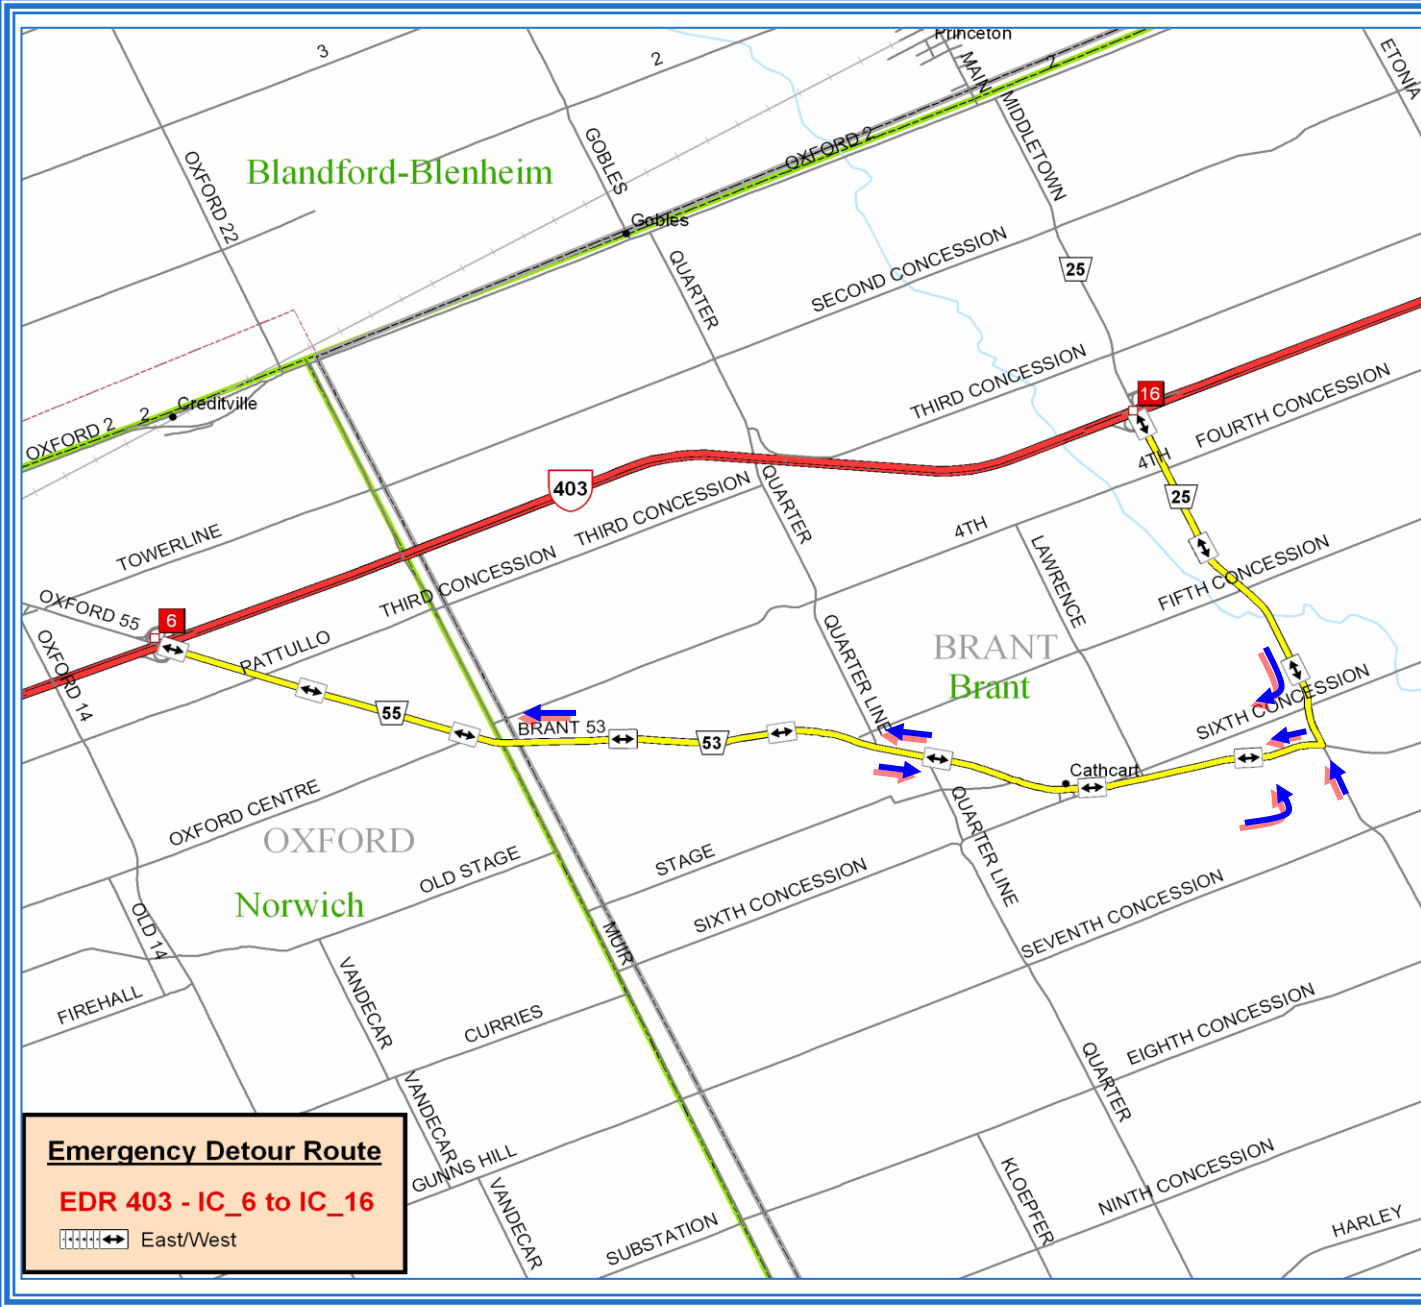 Princeton
3
2
MAIN
2
ETONIA
MIDDLETOWN
GOBLES
OXFORD 2
OXFORD 22
Blandford-Blenheim
Gobles
QUARTER
SECOND CONCESSION
25
THIRD CONCESSION
16
FOURTH CONCESSION
Creditville
2
OXFORD 2
403
4TH
25
QUARTER
THIRD CONCESSION
TOWERLINE
4TH
LAWRENCE
FIFTH CONCESSION
THIRD CONCESSION
OXFORD 55
6
PATTULLO
OXFORD 14
QUARTER LINE
BRANT
Brant
SIXTH CONCESSION
55
BRANT 53
53
Cathcart
OXFORD CENTRE
OXFORD
Norwich
OLD STAGE
STAGE
SIXTH CONCESSION
QUARTER LINE
SEVENTH CONCESSION
OLD 14
MUIR
VANDECAR
FIREHALL
CURRIES
EIGHTH CONCESSION
QUARTER
VANDECAR
GUNNS HILL
VANDECAR
KLOEPFER
NINTH CONCESSION
SUBSTATION
HARLEY
Emergency Detour Route
EDR 403 - IC_6 to IC_16
East/West